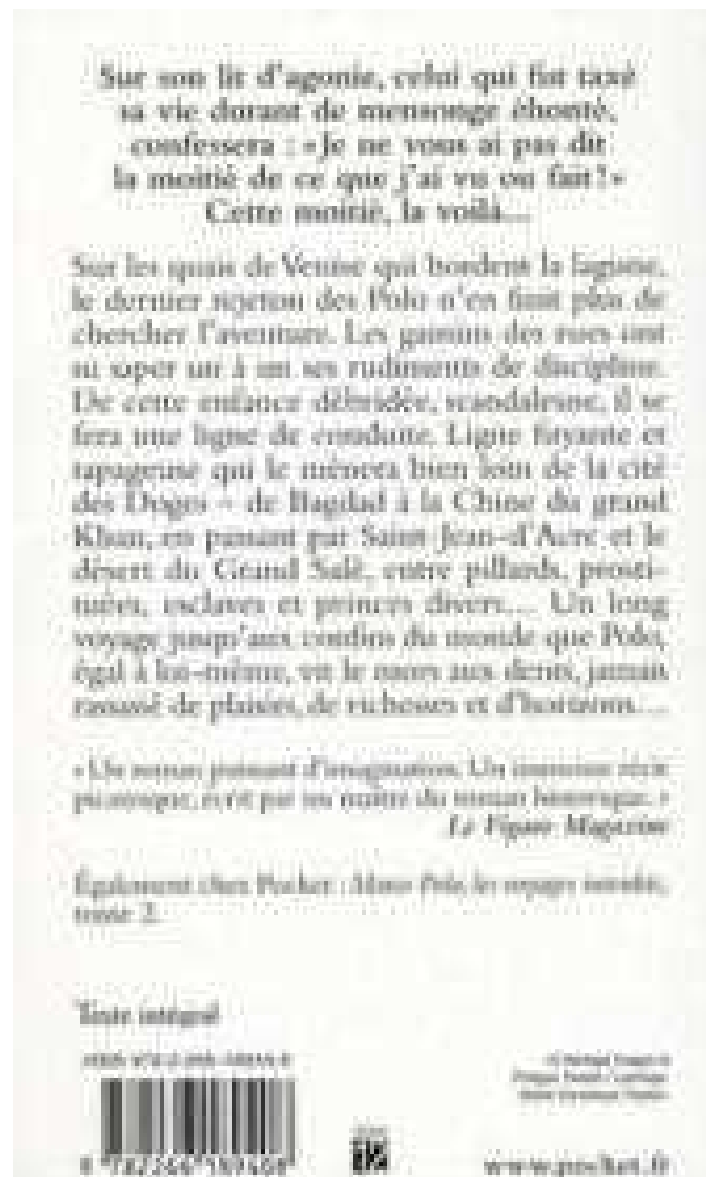 Sur son lit d'agonie, celui qui fut taxé
sa vie durant de mensonge éhonté,
confessera : «Je ne vous ai pas dit
la moitié de ce que j'ai vu ou fait!»
Cette moitié, la voilà...
Sur les quais de Venise qui bordent la lagune,
le dernier rejeton des Polo n'en finit plus de
chercher l'aventure. Les gamins des rues ont
su saper un à un ses rudiments de discipline.
De cette enfance débridée, scandaleuse, il se
fera une ligne de conduite. Ligne fuyante et
tapageuse qui le mènera bien loin de la cité
des Doges – de Bagdad à la Chine du grand
Khan, en passant par Saint-Jean-d'Acre et le
désert du Grand Salé, entre pillards, prosti-
tuées, esclaves et princes divers... Un long
voyage jusqu'aux confins du monde que Polo,
égal à lui-même, vit le mors aux dents, jamais
rassasié de plaisirs, de richesses et d'horizons...
«Un roman puissant d'imagination. Un immense récit
picaresque, écrit par un maître du roman historique.»
Le Figaro Magazine
Également chez Pocket : Marco Polo, les voyages interdits,
tome 2.
Texte intégral
ISBN
www.pocket.fr